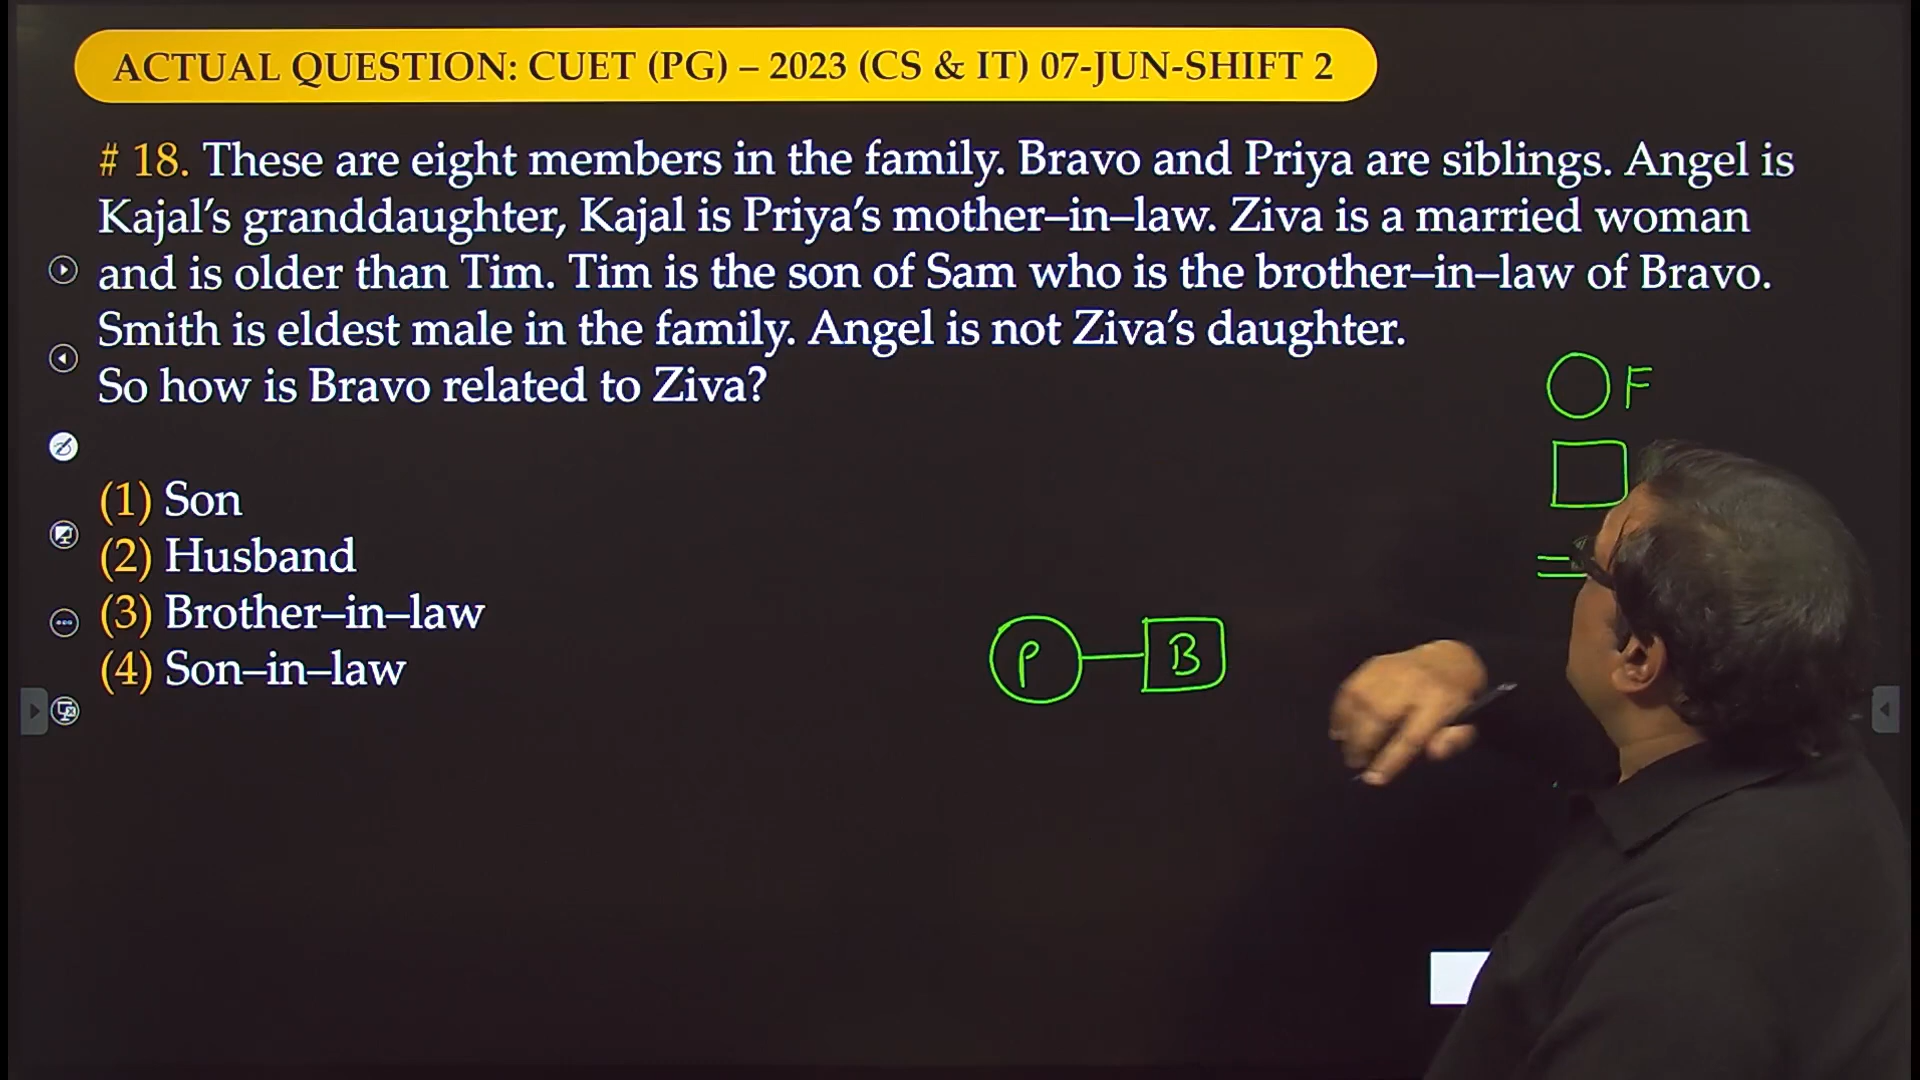 ACTUAL QUESTION: CUET (PG) – 2023 (CS & IT) 07-JUN-SHIFT 2
# 18. These are eight members in the family. Bravo and Priya are siblings. Angel is
Kajal's granddaughter, Kajal is Priya's mother–in–law. Ziva is a married woman
and is older than Tim. Tim is the son of Sam who is the brother–in–law of Bravo.
Smith is eldest male in the family. Angel is not Ziva's daughter.
So how is Bravo related to Ziva?
F
(1) Son
(2) Husband
=
(3) Brother–in–law
(4) Son–in–law
P B